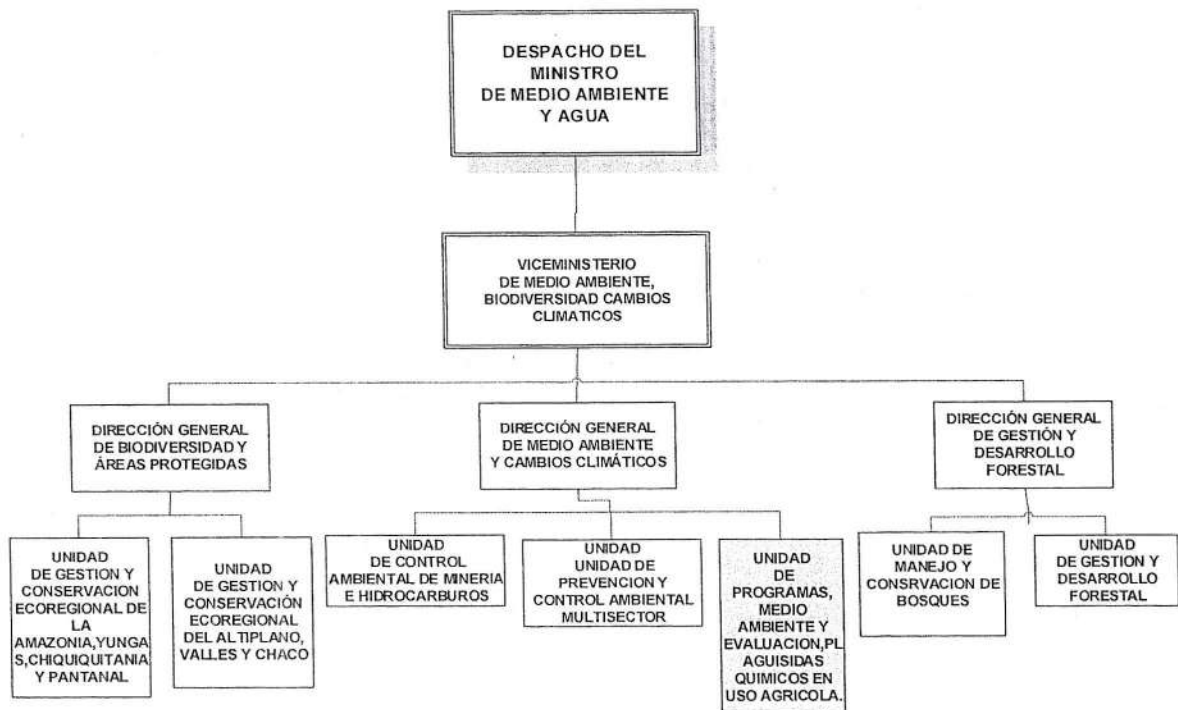 DESPACHO DEL
MINISTRO
DE MEDIO AMBIENTE
Y AGUA
VICEMINISTERIO
DE MEDIO AMBIENTE,
BIODIVERSIDAD CAMBIOS
CLIMATICOS
DIRECCIÓN GENERAL
DE BIODIVERSIDAD Y
ÁREAS PROTEGIDAS
DIRECCIÓN GENERAL
DE MEDIO AMBIENTE
Y CAMBIOS CLIMÁTICOS
DIRECCIÓN GENERAL
DE GESTIÓN Y
DESARROLLO
FORESTAL
UNIDAD
DE GESTION Y
CONSERVACION
ECOREGIONAL DE
LA
AMAZONIA,YUNGA
S,CHIQUIQUITANIA
Y PANTANAL
UNIDAD
DE GESTION Y
CONSERVACIÓN
ECOREGIONAL
DEL ALTIPLANO,
VALLES Y CHACO
UNIDAD
DE CONTROL
AMBIENTAL DE MINERIA
E HIDROCARBUROS
UNIDAD
UNIDAD DE
PREVENCION Y
CONTROL AMBIENTAL
MULTISECTOR
UNIDAD
DE
PROGRAMAS,
MEDIO
AMBIENTE Y
EVALUACION,PL
AGUISIDAS
QUIMICOS EN
USO AGRICOLA.
UNIDAD DE
MANEJO Y
CONSRVACION DE
BOSQUES
UNIDAD
DE GESTION Y
DESARROLLO
FORESTAL